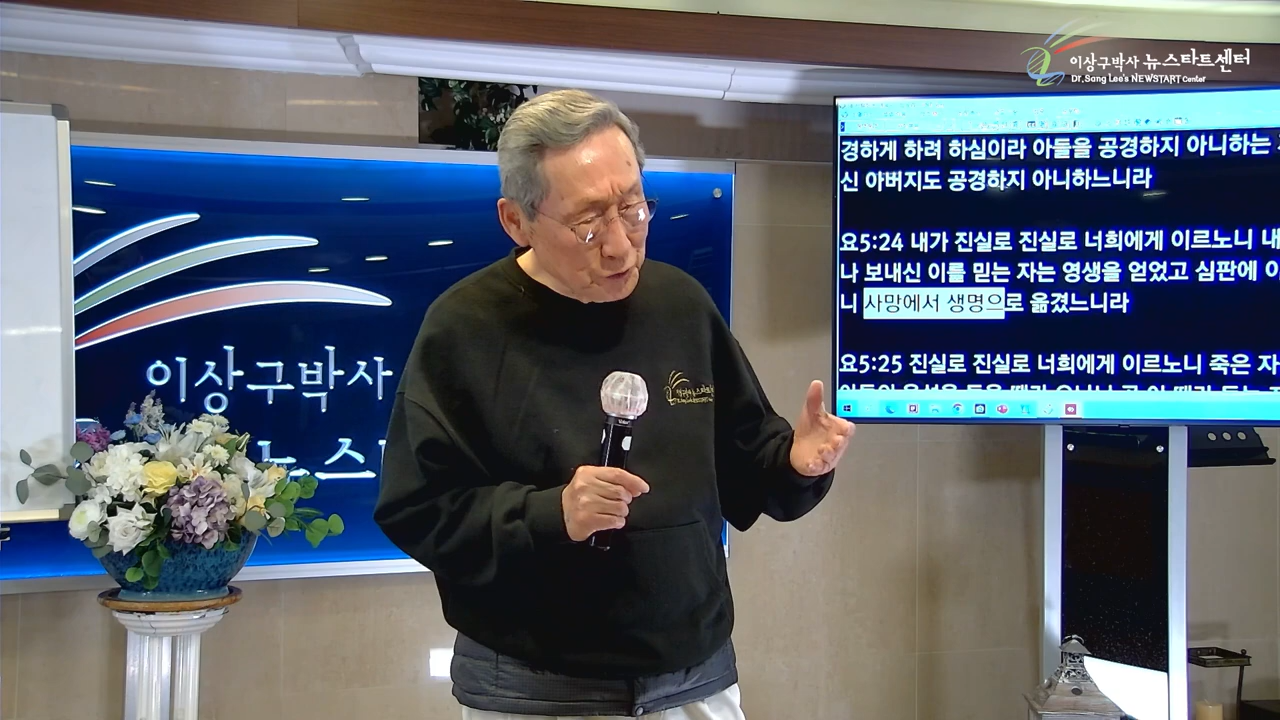 이상구박사 뉴스타트센터
Dr. Sang Lee's NEWSTART Center
경하게 하려 하심이라 아들을 공경하지 아니하는
신 아버지도 공경하지 아니하느니라
요5:24 내가 진실로 진실로 너희에게 이르노니 내
나 보내신 이를 믿는 자는 영생을 얻었고 심판에 이
니 사망에서 생명으로 옮겼느니라
요5:25 진실로 진실로 너희에게 이르노니 죽은 자
이상구박사
뉴스